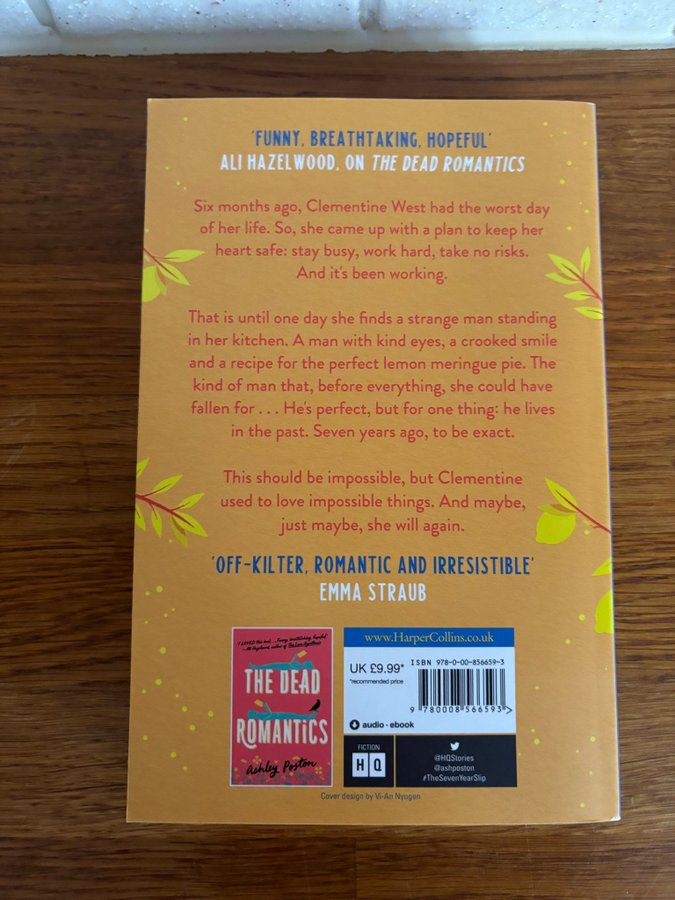 'FUNNY, BREATHTAKING, HOPEFUL'
ALI HAZELWOOD, ON THE DEAD ROMANTICS
Six months ago, Clementine West had the worst day
of her life. So, she came up with a plan to keep her
heart safe: stay busy, work hard, take no risks.
And it's been working.
That is until one day she finds a strange man standing
in her kitchen. A man with kind eyes, a crooked smile
and a recipe for the perfect lemon meringue pie. The
kind of man that, before everything, she could have
fallen for . . . He's perfect, but for one thing: he lives
in the past. Seven years ago, to be exact.
This should be impossible, but Clementine
used to love impossible things. And maybe,
just maybe, she will again.
'OFF-KILTER, ROMANTIC AND IRRESISTIBLE'
EMMA STRAUB
THE DEAD
ROMANTICS
Ashley Poston
www.HarperCollins.co.uk
UK £9.99*
*recommended price
ISBN 978-0-00-856659-3
9 780008 566593 >
audio · ebook
FICTION
HQ
@HQStories
@ashposton
#TheSevenYearSlip
Cover design by Vi-An Nyugen